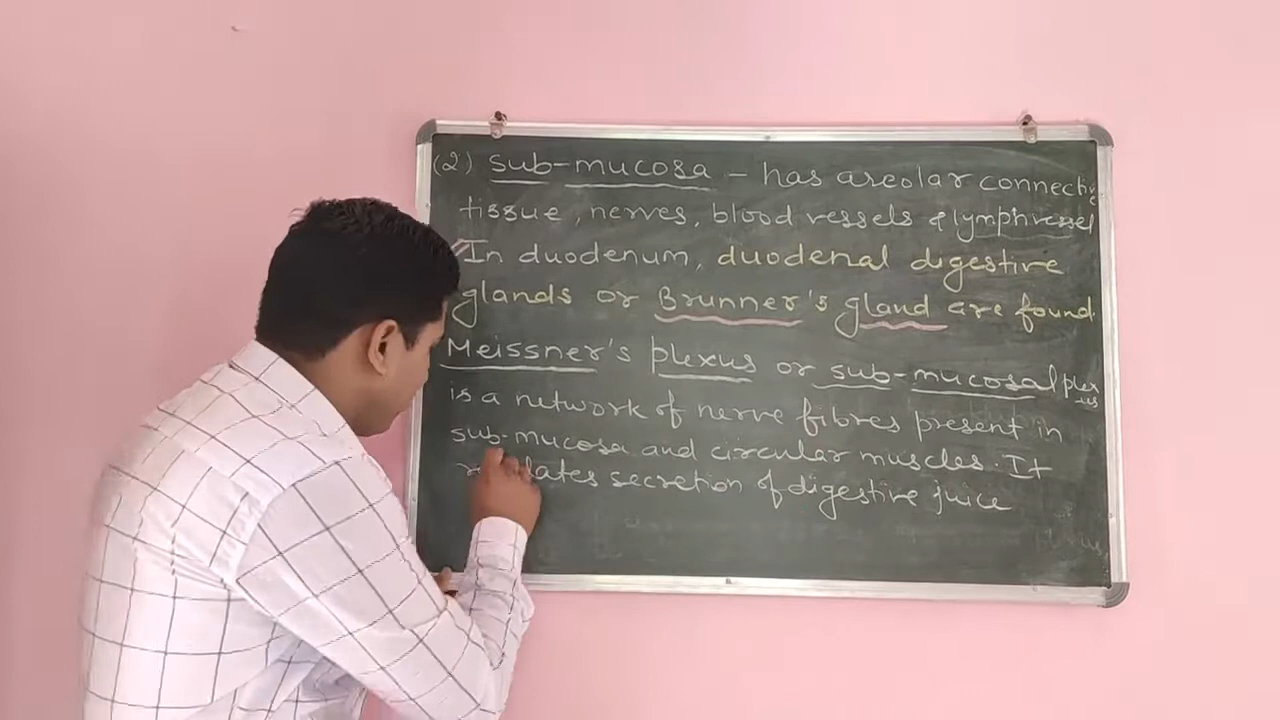 (2) Sub-mucosa – has areolar connective
tissue, nerves, blood vessels & lymph vessel
In duodenum, duodenal digestive
glands or Brunner's gland are found.
Meissner's plexus or sub-mucosal plexus
is a network of nerve fibres present in
sub-mucosa and circular muscles. It
secretion of digestive juice